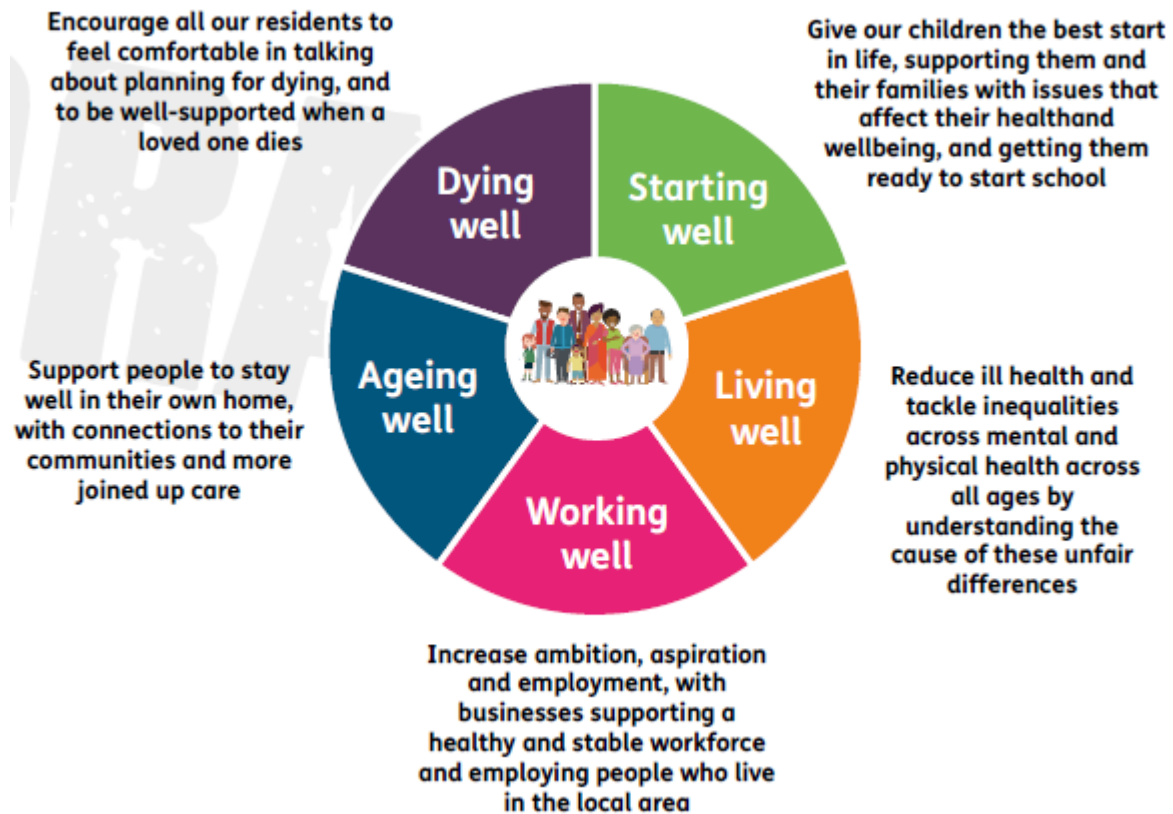 Encourage all our residents to
feel comfortable in talking
about planning for dying, and
to be well-supported when a
loved one dies
Give our children the best start
in life, supporting them and
their families with issues that
affect their healthand
wellbeing, and getting them
ready to start school
Dying
well
Starting
well
Support people to stay
well in their own home,
with connections to their
communities and more
joined up care
Ageing
well
Living
well
Reduce ill health and
tackle inequalities
across mental and
physical health across
all ages by
understanding the
cause of these unfair
differences
Working
well
Increase ambition, aspiration
and employment, with
businesses supporting a
healthy and stable workforce
and employing people who live
in the local area